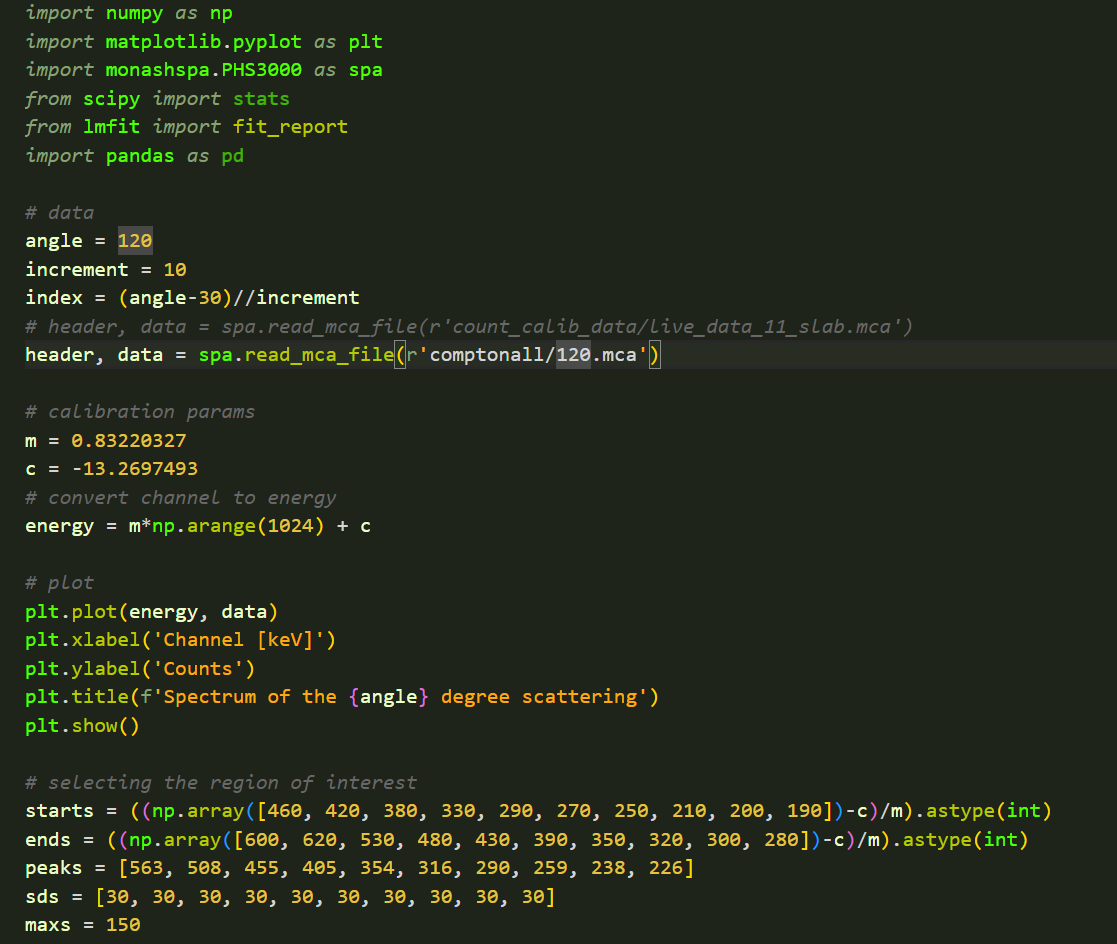 import numpy as np
import matplotlib.pyplot as plt
import monashspa.PHS3000 as spa
from scipy import stats
from lmfit import fit_report
import pandas as pd
# data
angle = 120
increment = 10
index = (angle-30)//increment
# header, data = spa.read_mca_file(r'count_calib_data/live_data_11_slab.mca')
header, data = spa.read_mca_file(r'comptonall/120.mca')
# calibration params
m = 0.83220327
c = -13.2697493
# convert channel to energy
energy = m*np.arange(1024) + c
# plot
plt.plot(energy, data)
plt.xlabel('Channel [keV]')
plt.ylabel('Counts')
plt.title(f'Spectrum of the {angle} degree scattering')
plt.show()
# selecting the region of interest
starts = ((np.array([460, 420, 380, 330, 290, 270, 250, 210, 200, 190])-c)/m).astype(int)
ends = ((np.array([600, 620, 530, 480, 430, 390, 350, 320, 300, 280])-c)/m).astype(int)
peaks = [563, 508, 455, 405, 354, 316, 290, 259, 238, 226]
sds = [30, 30, 30, 30, 30, 30, 30, 30, 30, 30]
maxs = 150